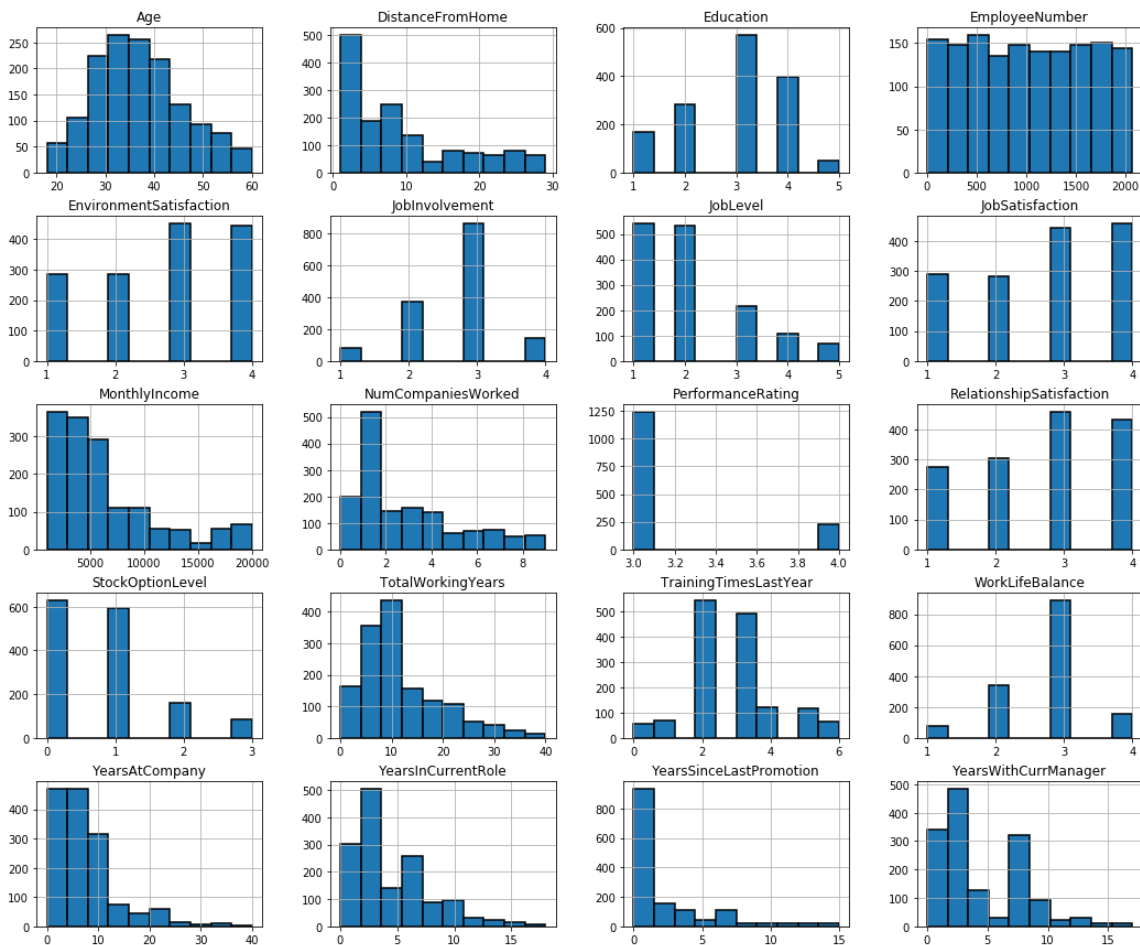 Age DistanceFromHome Education EmployeeNumber
250 200 150 100 50 0
20 30 40 50 60
500 400 300 200 100 0
0 10 20 30
600 400 200 0
1 2 3 4 5
150 100 50 0
0 500 1000 1500 2000
EnvironmentSatisfaction JobInvolvement JobLevel JobSatisfaction
400 300 200 100 0
1 2 3 4
800 600 400 200 0
1 2 3 4
500 400 300 200 100 0
1 2 3 4 5
400 300 200 100 0
1 2 3 4
MonthlyIncome NumCompaniesWorked PerformanceRating RelationshipSatisfaction
300 200 100 0
5000 10000 15000 20000
500 400 300 200 100 0
0 2 4 6 8
1250 1000 750 500 250 0
3.0 3.2 3.4 3.6 3.8 4.0
400 300 200 100 0
1 2 3 4
StockOptionLevel TotalWorkingYears TrainingTimesLastYear WorkLifeBalance
600 400 200 0
0 1 2 3
400 300 200 100 0
0 10 20 30 40
500 400 300 200 100 0
0 2 4 6
800 600 400 200 0
1 2 3 4
YearsAtCompany YearsInCurrentRole YearsSinceLastPromotion YearsWithCurrManager
400 300 200 100 0
0 10 20 30 40
500 400 300 200 100 0
0 5 10 15
800 600 400 200 0
0 5 10 15
500 400 300 200 100 0
0 5 10 15